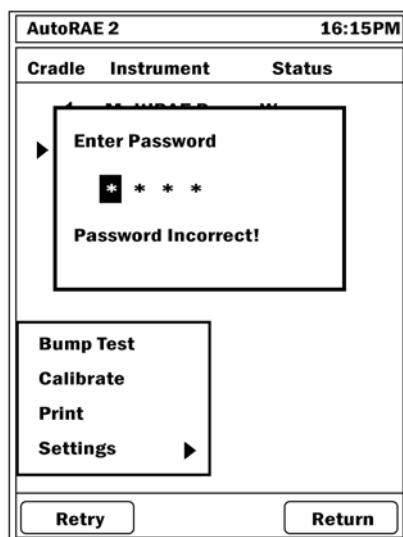 AutoRAE 2 16:15PM
Cradle Instrument Status
Enter Password
* * * *
Password Incorrect!
Bump Test
Calibrate
Print
Settings
Retry Return